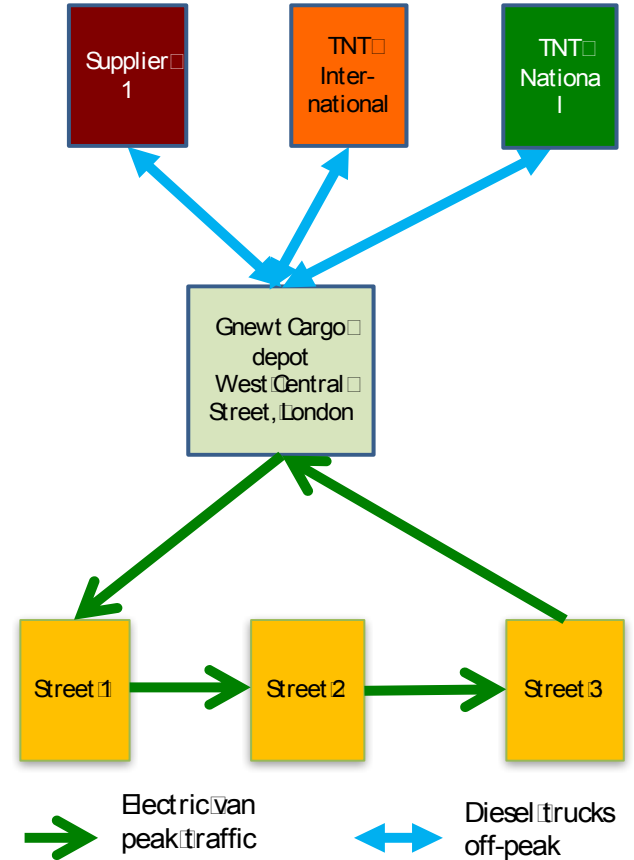 Supplier
1
TNT
Inter-
national
TNT
Nationa
l
Gnewt Cargo
depot
West Central
Street, London
Street 1
Street 2
Street 3
Electric van
peak traffic
Diesel trucks
off-peak